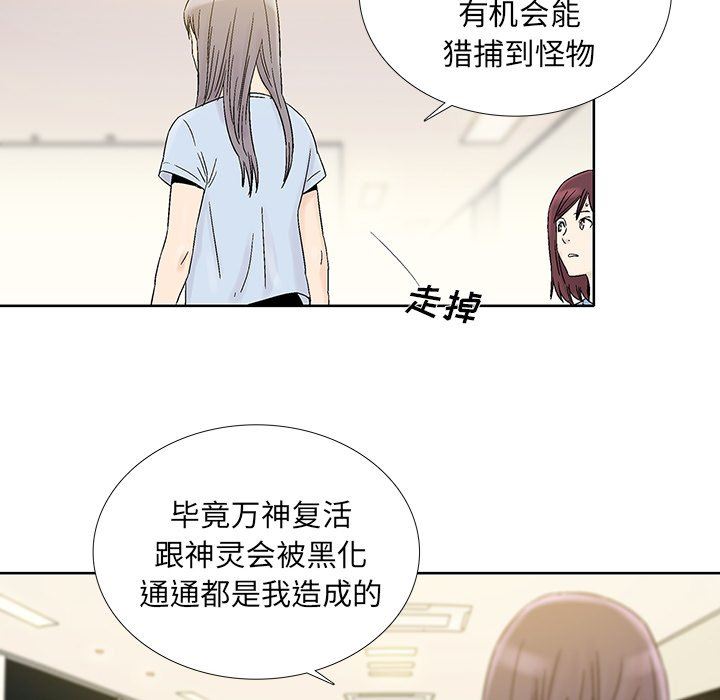 有机会能
猎捕到怪物
走掉
毕竟万神复活
跟神灵会被黑化
通通都是我造成的